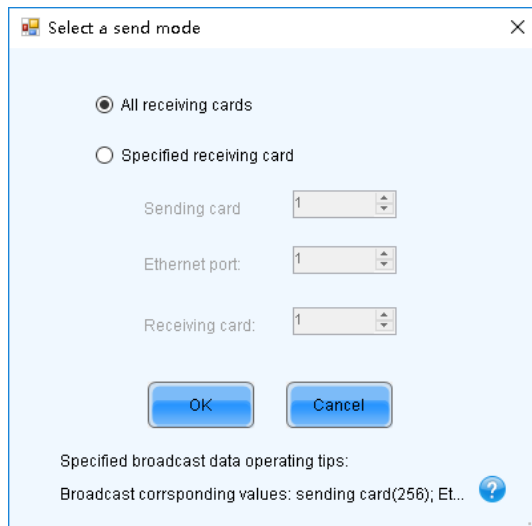 Select a send mode
All receiving cards
Specified receiving card
Sending card 1
Ethernet port: 1
Receiving card: 1
OK Cancel
Specified broadcast data operating tips:
Broadcast corrsponding values: sending card(256); Et... ?